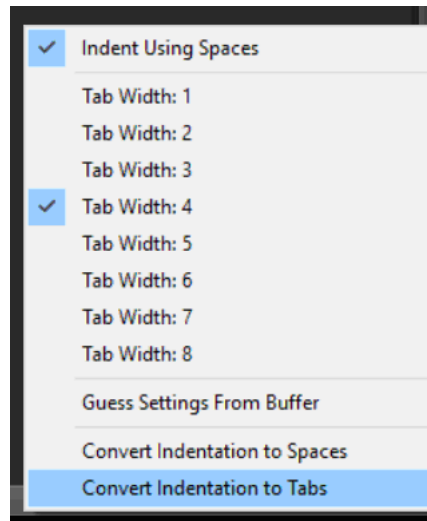 Indent Using Spaces
Tab Width: 1
Tab Width: 2
Tab Width: 3
Tab Width: 4
Tab Width: 5
Tab Width: 6
Tab Width: 7
Tab Width: 8
Guess Settings From Buffer
Convert Indentation to Spaces
Convert Indentation to Tabs